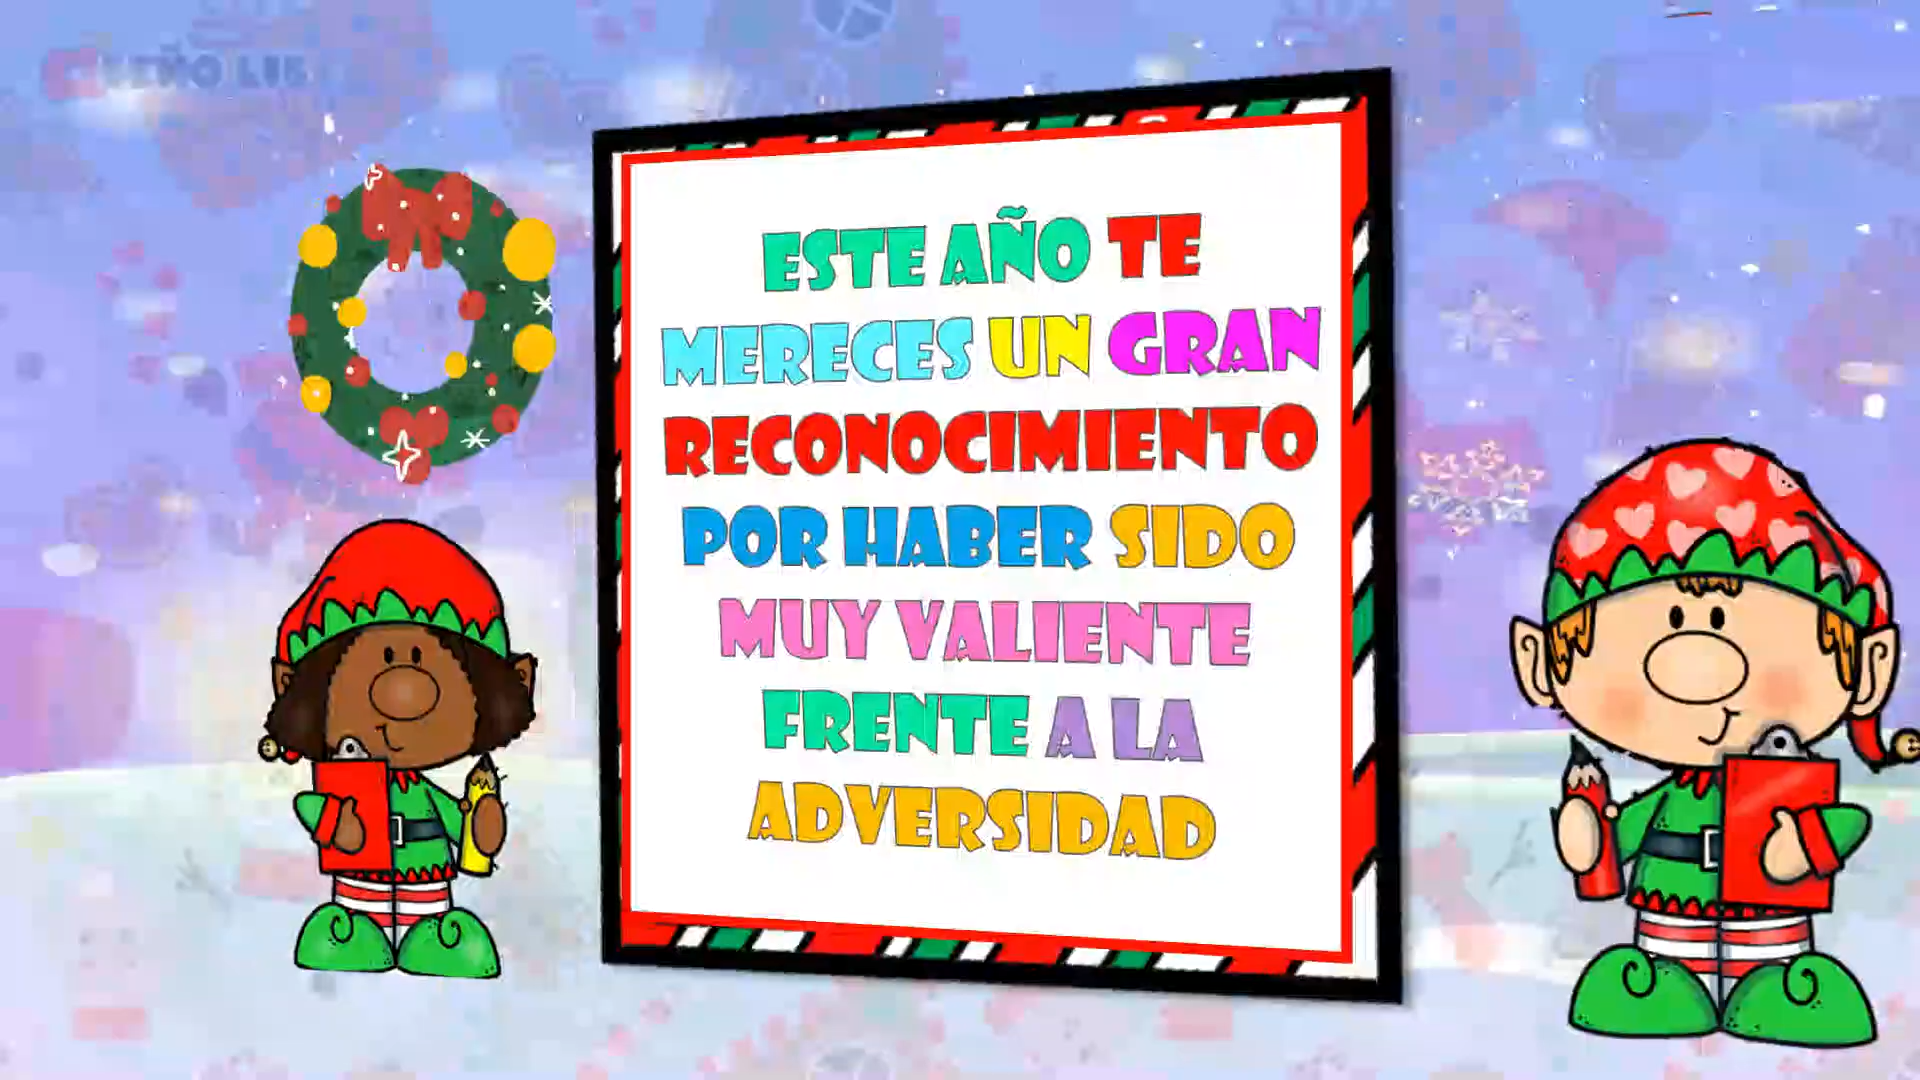 ESTE AÑO TE
MERECES UN GRAN
RECONOCIMIENTO
POR HABER SIDO
MUY VALIENTE
FRENTE A LA
ADVERSIDAD